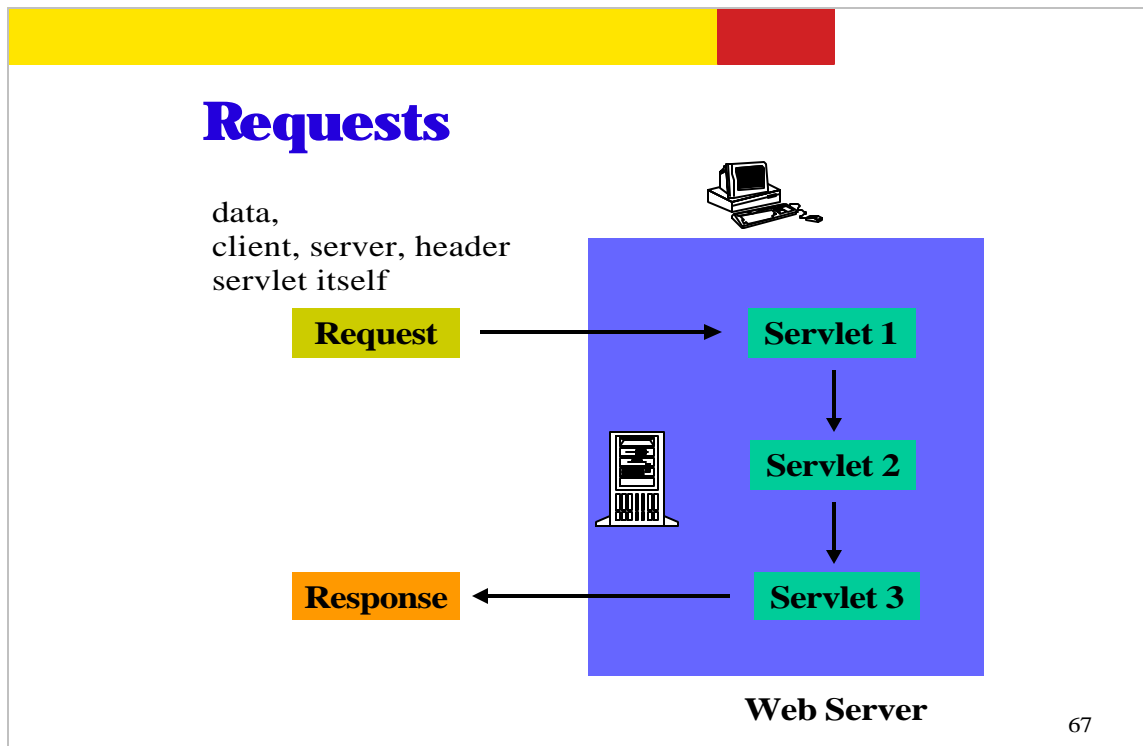 Requests
data,
client, server, header
servlet itself
Request
Servlet 1
Servlet 2
Response
Servlet 3
Web Server
67